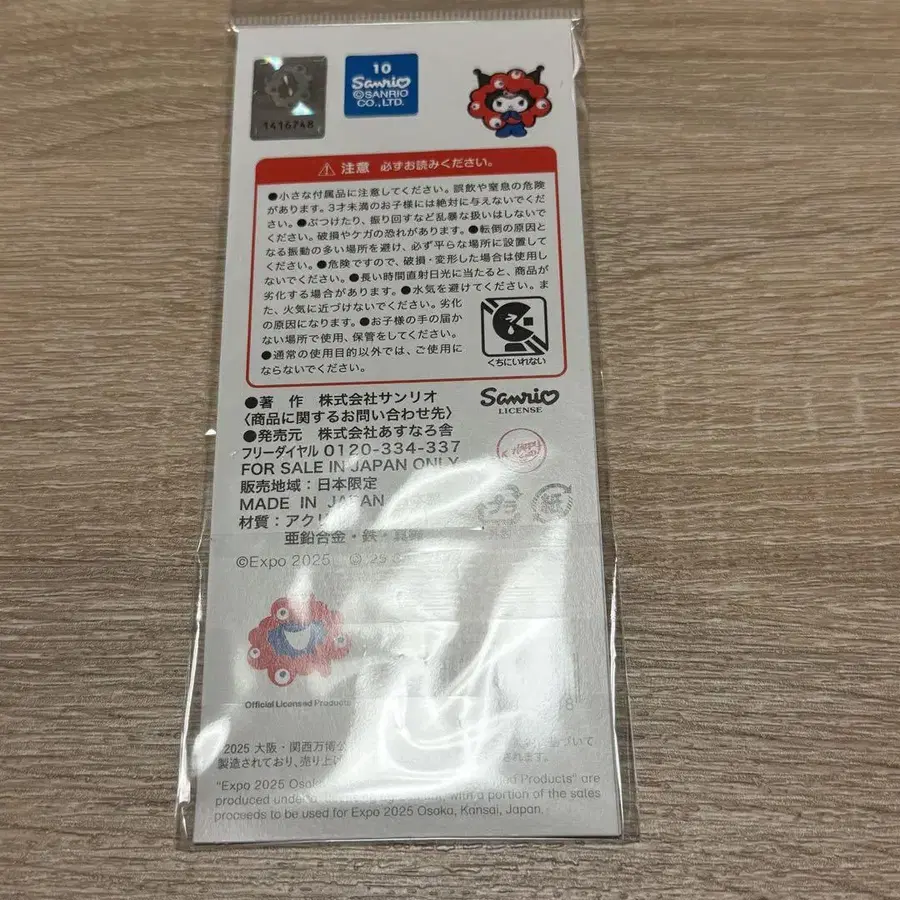 1416748
10
Sanrio
©SANRIO
CO., LTD.
⚠ 注意 必ずお読みください。
●小さな付属品に注意してください。誤飲や窒息の危険
があります。3才未満のお子様には絶対に与えないでくだ
さい。●ぶつけたり、振り回すなど乱暴な扱いはしないで
ください。破損やケガの恐れがあります。●転倒の原因と
なる振動の多い場所を避け、必ず平らな場所に設置して
ください。●危険ですので、破損・変形した場合は使用し
ないでください。●長い時間直射日光に当たると、商品が
劣化する場合があります。●水気を避けてください。ま
た、火気に近づけないでください。劣化
の原因になります。●お子様の手の届か
ない場所で使用、保管をしてください。
●通常の使用目的以外では、ご使用に
ならないでください。
くちにいれない
●著 作 株式会社サンリオ
〈商品に関するお問い合わせ先〉
●発売元 株式会社あすなろ舎
フリーダイヤル 0120-334-337
FOR SALE IN JAPAN ONLY
販売地域：日本限定
MADE IN JAPAN
材質：アクリ
亜鉛合金・鉄・真鍮
Sanrio
LICENSE
プラ
紙
©Expo 2025
Official Licensed Products
2025 大阪・関西万博公
製造されており、売り上げ
"Expo 2025 Osaka Products" are
produced under with a portion of the sales
proceeds to be used for Expo 2025 Osaka, Kansai, Japan.